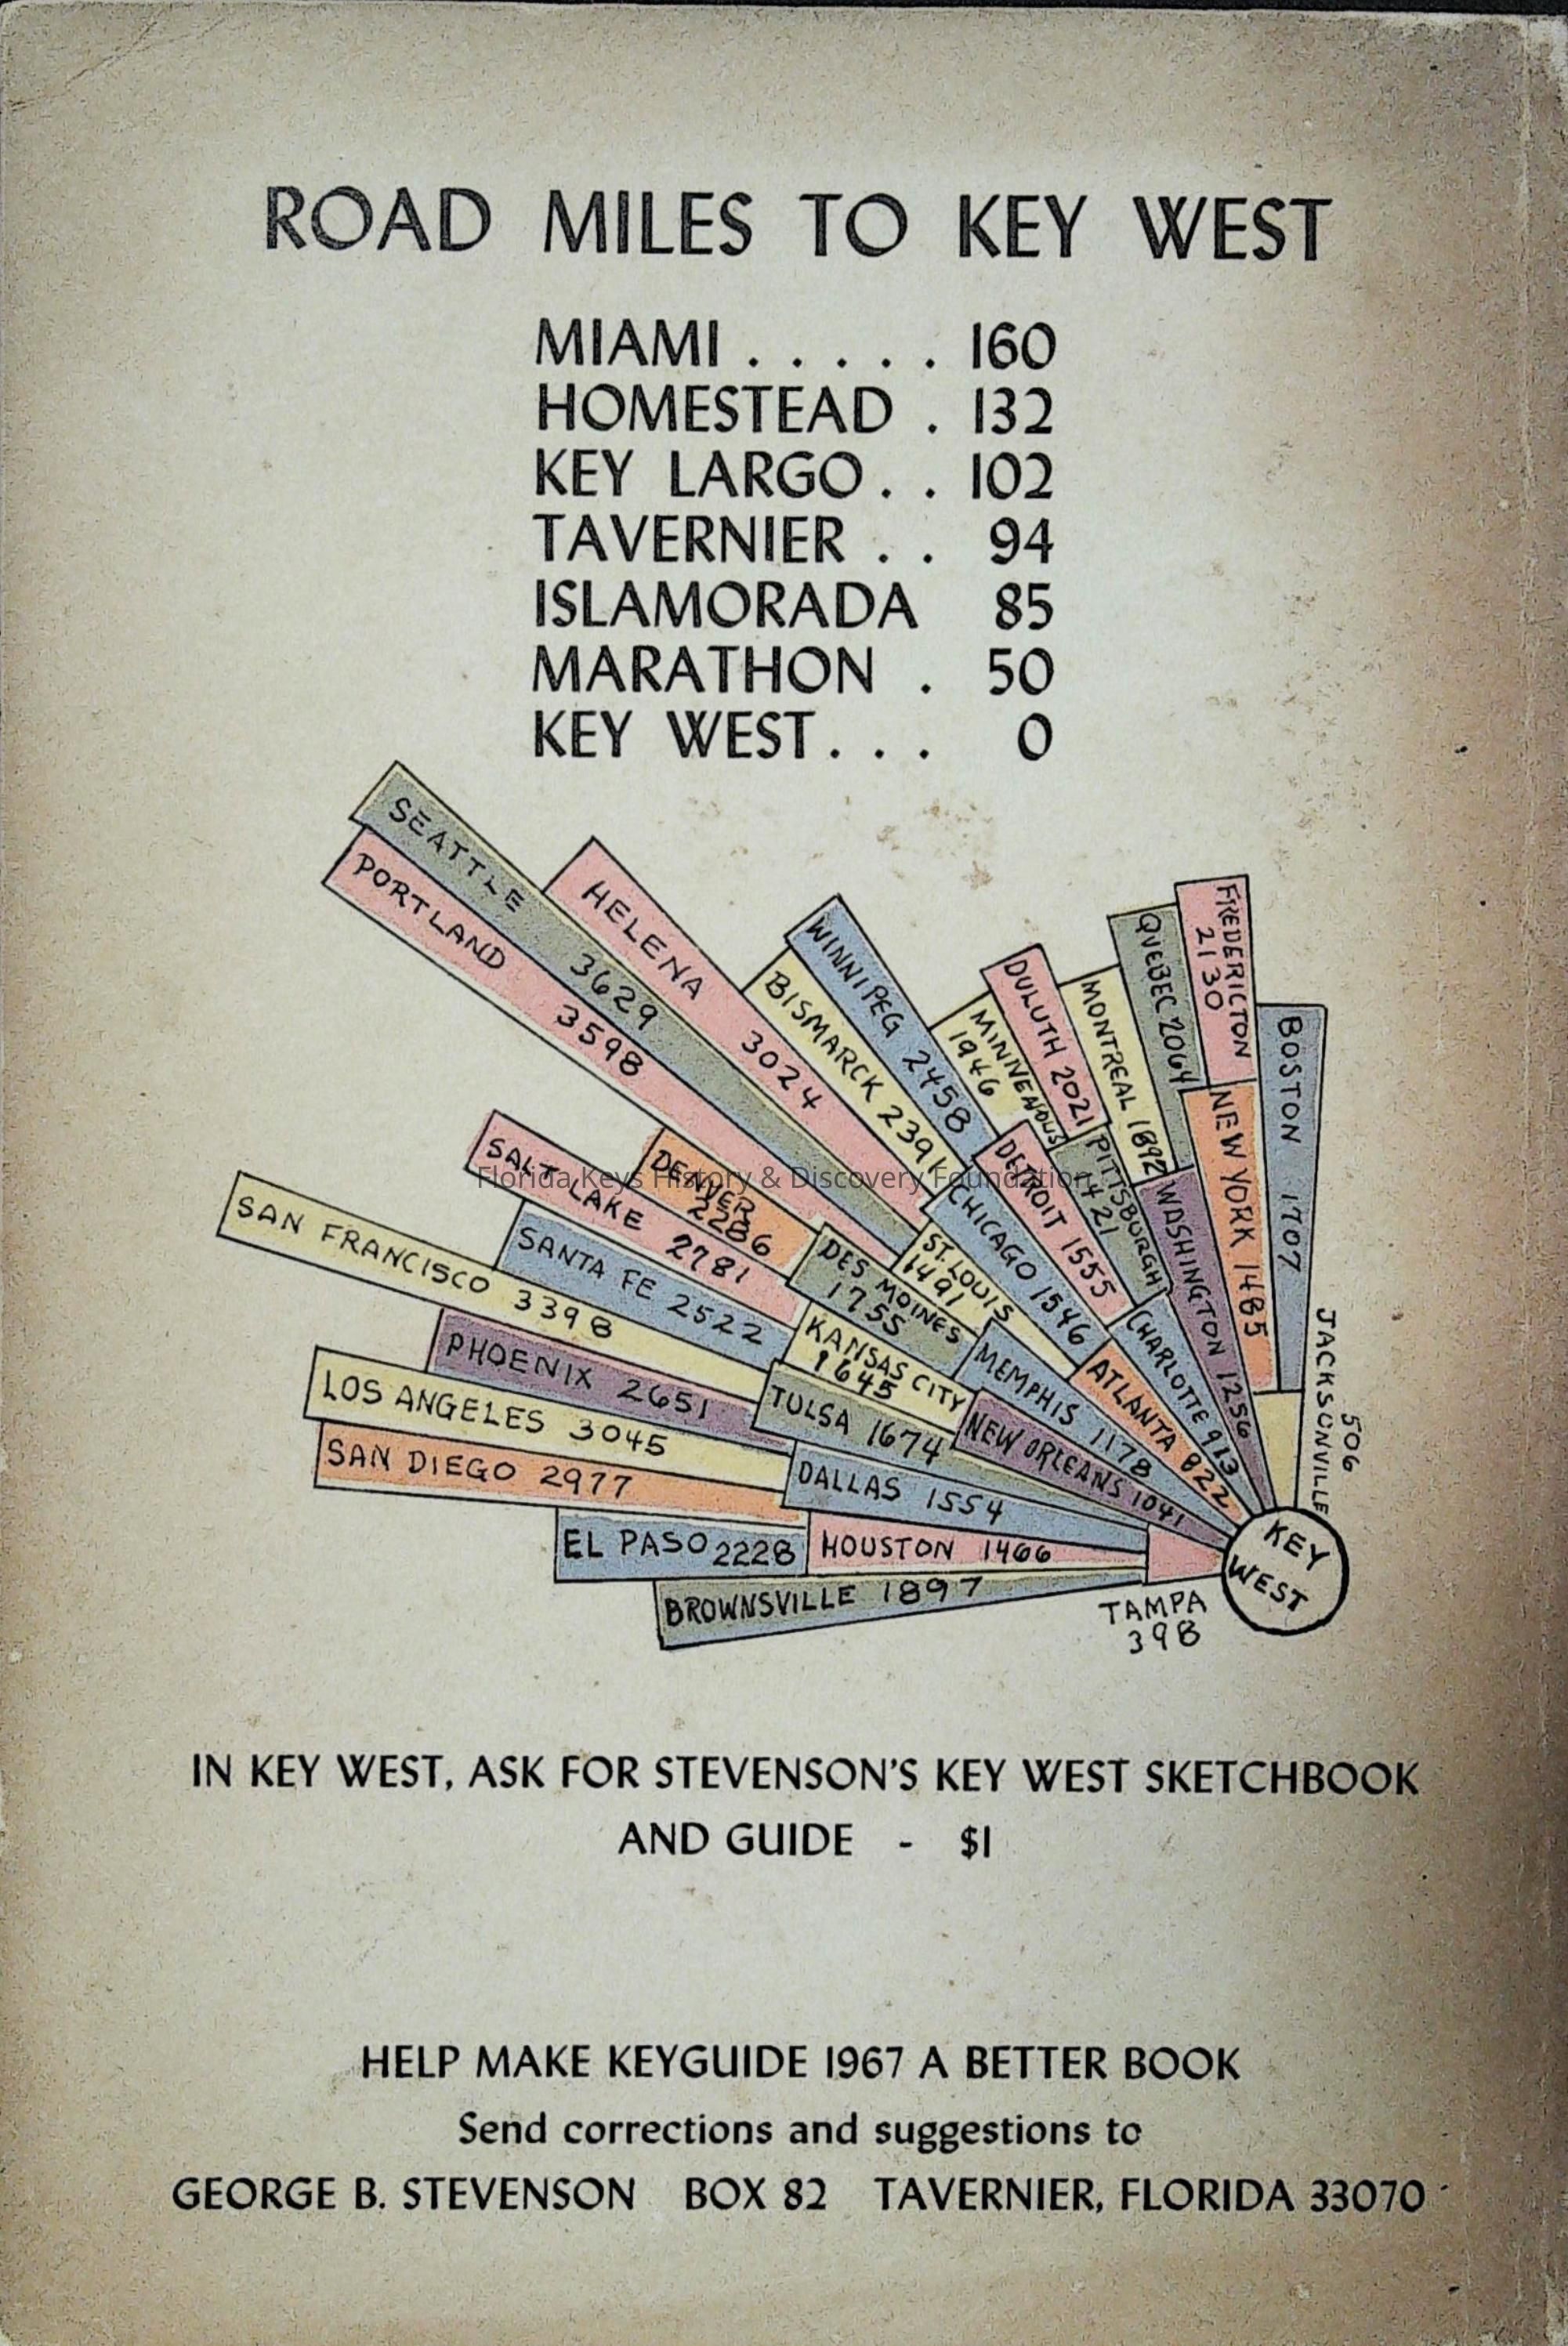 ROAD MILES TO KEY WEST
MIAMI . . . . . 160
HOMESTEAD . 132
KEY LARGO . . 102
TAVERNIER . . 94
ISLAMORADA 85
MARATHON . 50
KEY WEST . . . 0
SEATTLE 3629
PORTLAND 3598
HELENA 3024
WINNIPEG 2458
BISMARCK 239
DULUTH 2021
MINNEAPOLIS
1946
MONTREAL 1892
QUEBEC 2064
FREDERICTON
2130
BOSTON 1707
NEW YORK 1485
WASHINGTON 1256
PITTSBURGH
1421
DETROIT 1555
CHICAGO 1546
ST. LOUIS
1491
DENVER
2286
SALT LAKE 2781
SAN FRANCISCO 3398
SANTA FE 2522
DES MOINES
1755
KANSAS CITY
1645
MEMPHIS 1178
ATLANTA 822
CHARLOTTE 913
JACKSONVILLE
506
PHOENIX 2651
LOS ANGELES 3045
SAN DIEGO 2977
TULSA 1674
NEW ORLEANS 1041
DALLAS 1554
EL PASO 2228
HOUSTON 1466
BROWNSVILLE 1897
TAMPA
398
KEY
WEST
Florida Keys History & Discovery Foundation
IN KEY WEST, ASK FOR STEVENSON'S KEY WEST SKETCHBOOK
AND GUIDE - $1
HELP MAKE KEYGUIDE 1967 A BETTER BOOK
Send corrections and suggestions to
GEORGE B. STEVENSON BOX 82 TAVERNIER, FLORIDA 33070